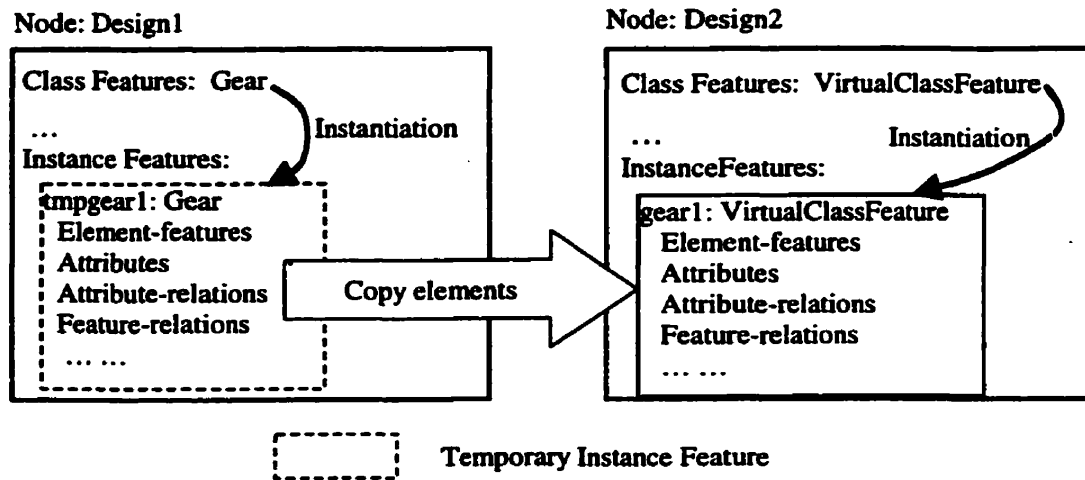 Node: Design1
Class Features: Gear
Instantiation
...
Instance Features:
tmpgear1: Gear
Element-features
Attributes
Attribute-relations
Feature-relations
... ...
Copy elements
Node: Design2
Class Features: VirtualClassFeature
Instantiation
...
InstanceFeatures:
gear1: VirtualClassFeature
Element-features
Attributes
Attribute-relations
Feature-relations
... ...
Temporary Instance Feature